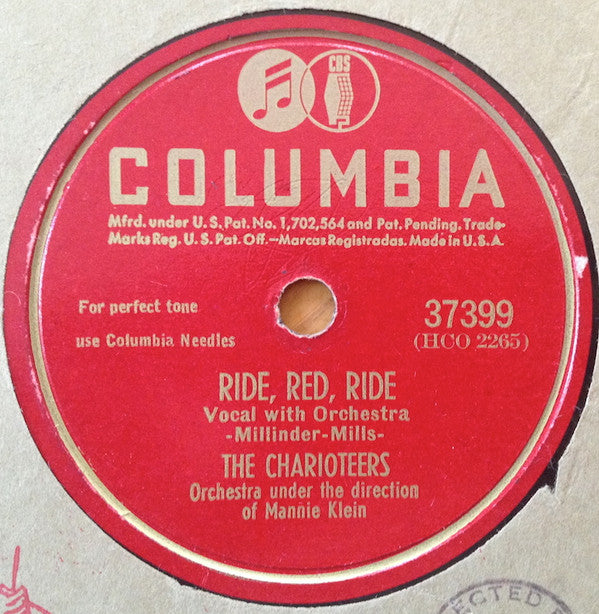 CBS
COLUMBIA
Mfrd. under U.S. Pat. No. 1,702,564 and Pat. Pending. Trade-
Marks Reg. U.S. Pat. Off.—Marcas Registradas. Made in U.S.A.
For perfect tone
use Columbia Needles
37399
(HCO 2265)
RIDE, RED, RIDE
Vocal with Orchestra
-Millinder-Mills-
THE CHARIOTEERS
Orchestra under the direction
of Mannie Klein